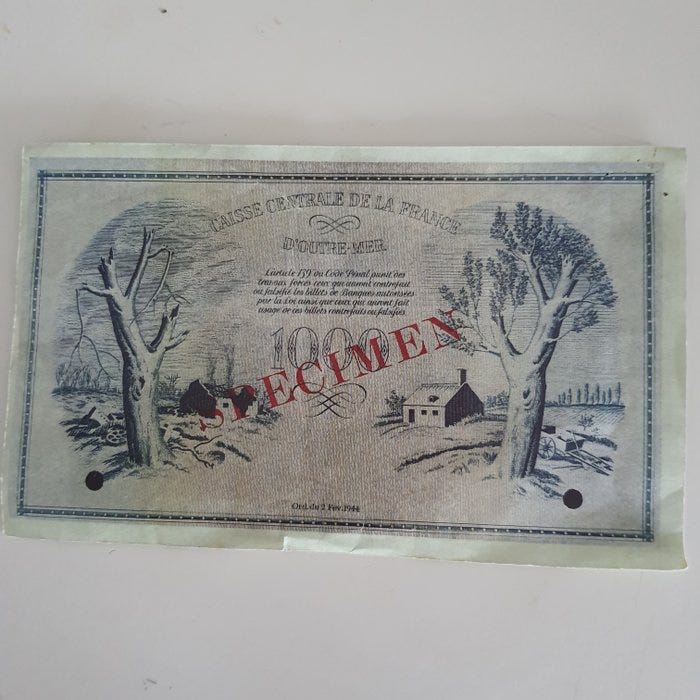 CAISSE CENTRALE DE LA FRANCE
D'OUTRE-MER
L'article 139 du Code Penal punit des
travaux forcés ceux qui auront contrefait
ou falsifié les billets de Banques autorisées
par la Loi ainsi que ceux qui auront fait
usage de ces billets contrefaits ou falsifiés
1000
SPECIMEN
Ord. du 2 Fev. 1944